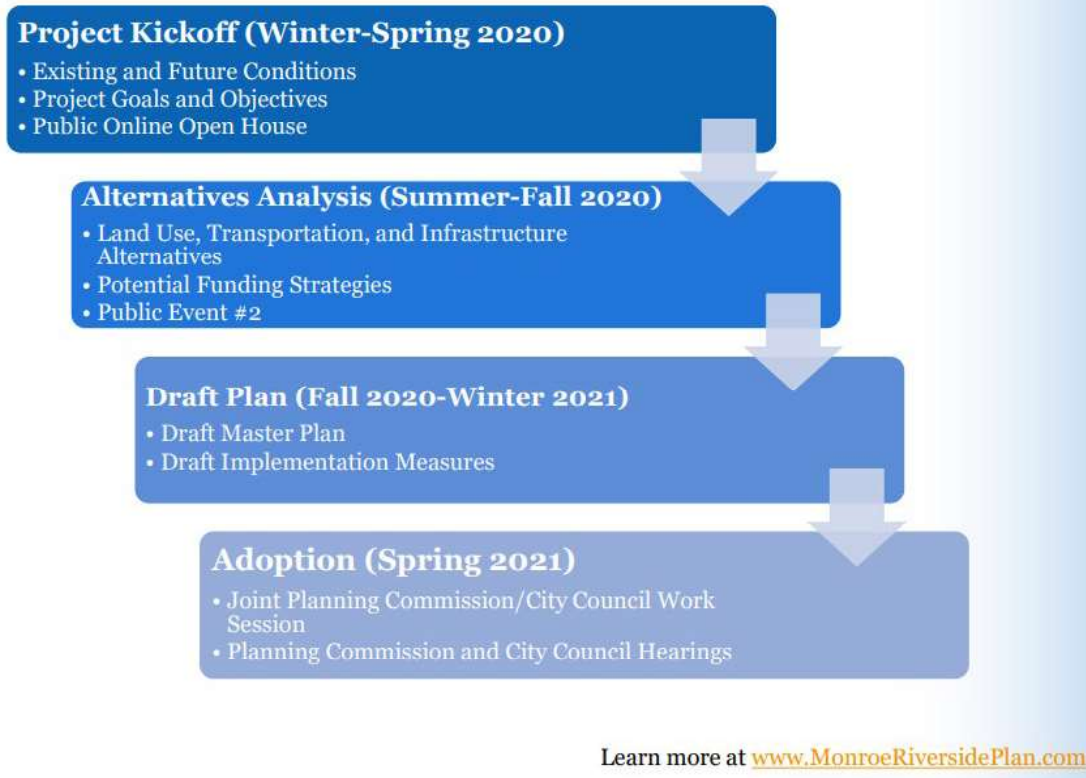 Project Kickoff (Winter-Spring 2020)
• Existing and Future Conditions
• Project Goals and Objectives
• Public Online Open House
Alternatives Analysis (Summer-Fall 2020)
• Land Use, Transportation, and Infrastructure
Alternatives
• Potential Funding Strategies
• Public Event #2
Draft Plan (Fall 2020-Winter 2021)
• Draft Master Plan
• Draft Implementation Measures
Adoption (Spring 2021)
• Joint Planning Commission/City Council Work
Session
• Planning Commission and City Council Hearings
Learn more at www.MonroeRiversidePlan.com